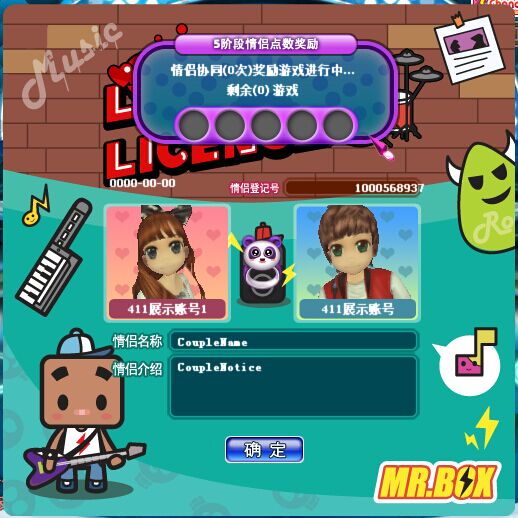 Music
5阶段情侣点数奖励
情侣协同(0次)奖励游戏进行中...
剩余(0) 游戏
0000-00-00
情侣登记号
1000568937
411展示账号1
411展示账号
情侣名称
CoupleName
情侣介绍
CoupleNotice
确 定
MR.BOX